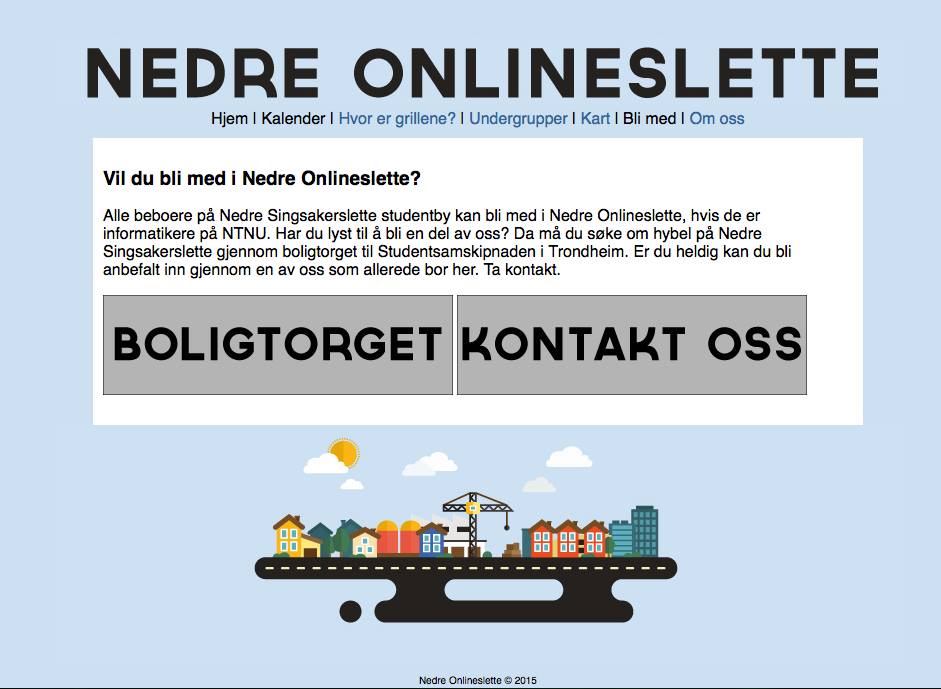 NEDRE ONLINESLETTE
Hjem | Kalender | Hvor er grillene? | Undergrupper | Kart | Bli med | Om oss
Vil du bli med i Nedre Onlineslette?
Alle beboere på Nedre Singsakerslette studentby kan bli med i Nedre Onlineslette, hvis de er
informatikere på NTNU. Har du lyst til å bli en del av oss? Da må du søke om hybel på Nedre
Singsakerslette gjennom boligtorget til Studentsamskipnaden i Trondheim. Er du heldig kan du bli
anbefalt inn gjennom en av oss som allerede bor her. Ta kontakt.
BOLIGTORGET KONTAKT OSS
Nedre Onlineslette © 2015